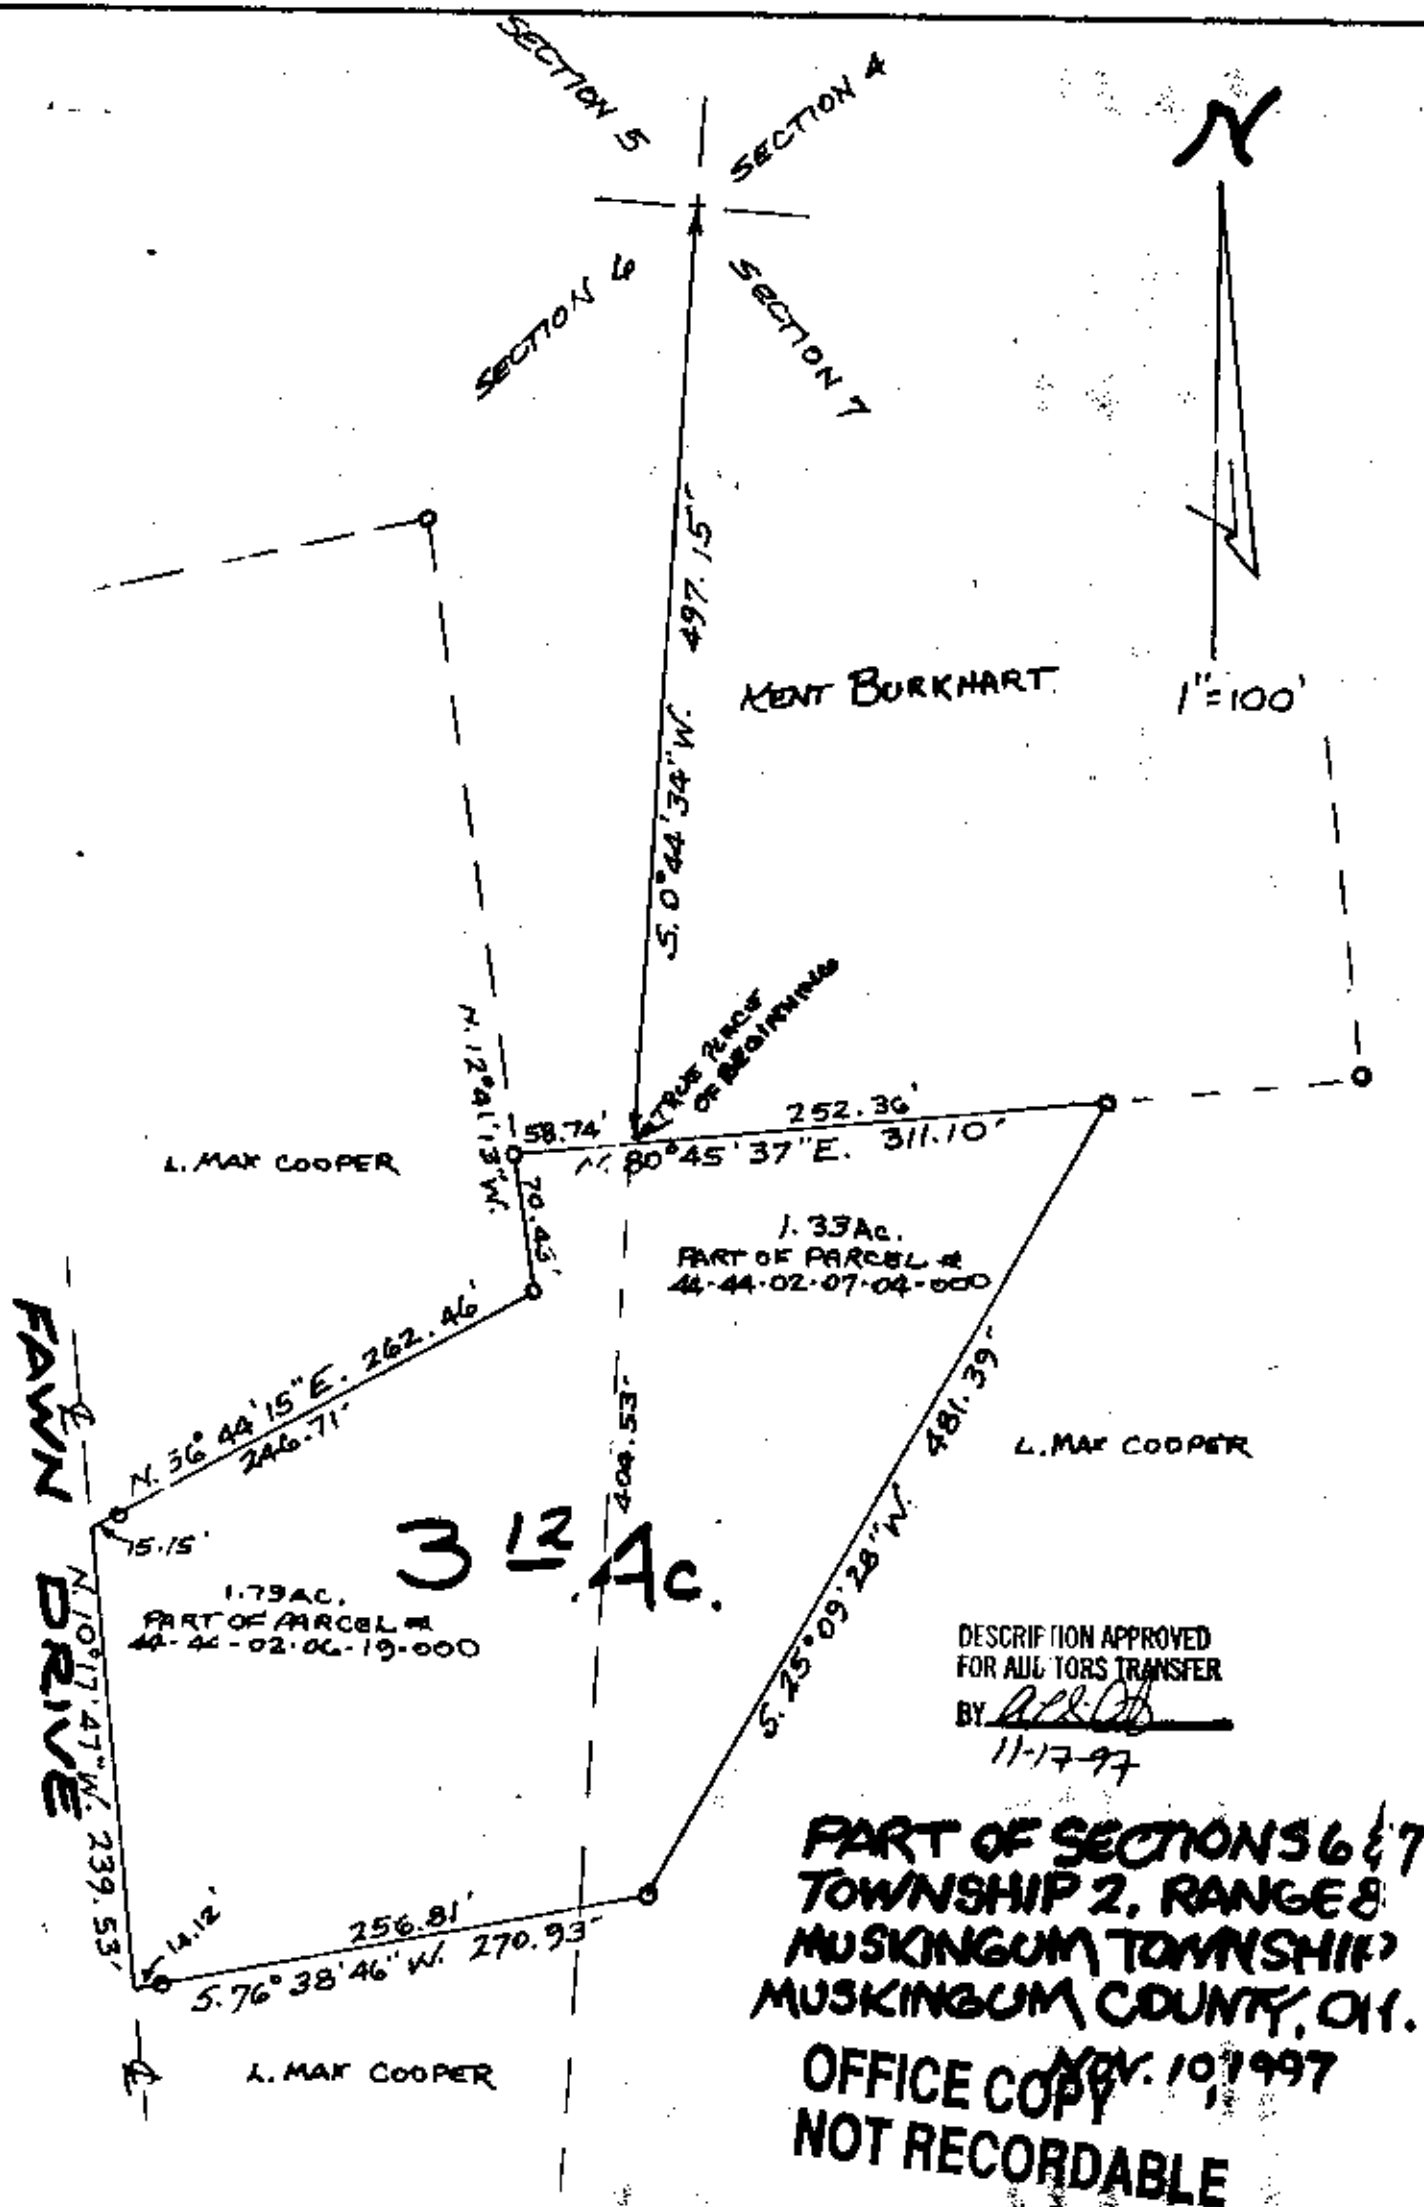 SECTION 5
SECTION 4
N
SECTION 6
SECTION 7
S. 0°44'34"W. 497.15'
KENT BURKHART
1"=100'
TRUE PLACE
OF BEGINNING
N. 12°41'13"W.
58.74'
252.36'
N. 80°45'37"E. 311.10'
L. MAX COOPER
70.43'
1.33 Ac.
PART OF PARCEL #
44-44-02-07-04-000
N. 56°44'15"E. 262.46'
246.71'
404.53'
S. 25°09'28"W. 481.39'
L. MAX COOPER
FAWN DRIVE
15.15'
3 12 Ac.
1.79 AC.
PART OF PARCEL #
44-44-02-06-19-000
N. 10°17'47"W. 239.53'
DESCRIPTION APPROVED
FOR AUDITORS TRANSFER
BY
11-17-97
14.12'
256.81'
S. 76°38'46"W. 270.93'
L. MAX COOPER
PART OF SECTIONS 6 & 7
TOWNSHIP 2, RANGE 8
MUSKINGUM TOWNSHIP
MUSKINGUM COUNTY, OH.
NOV. 10, 1997
OFFICE COPY
NOT RECORDABLE